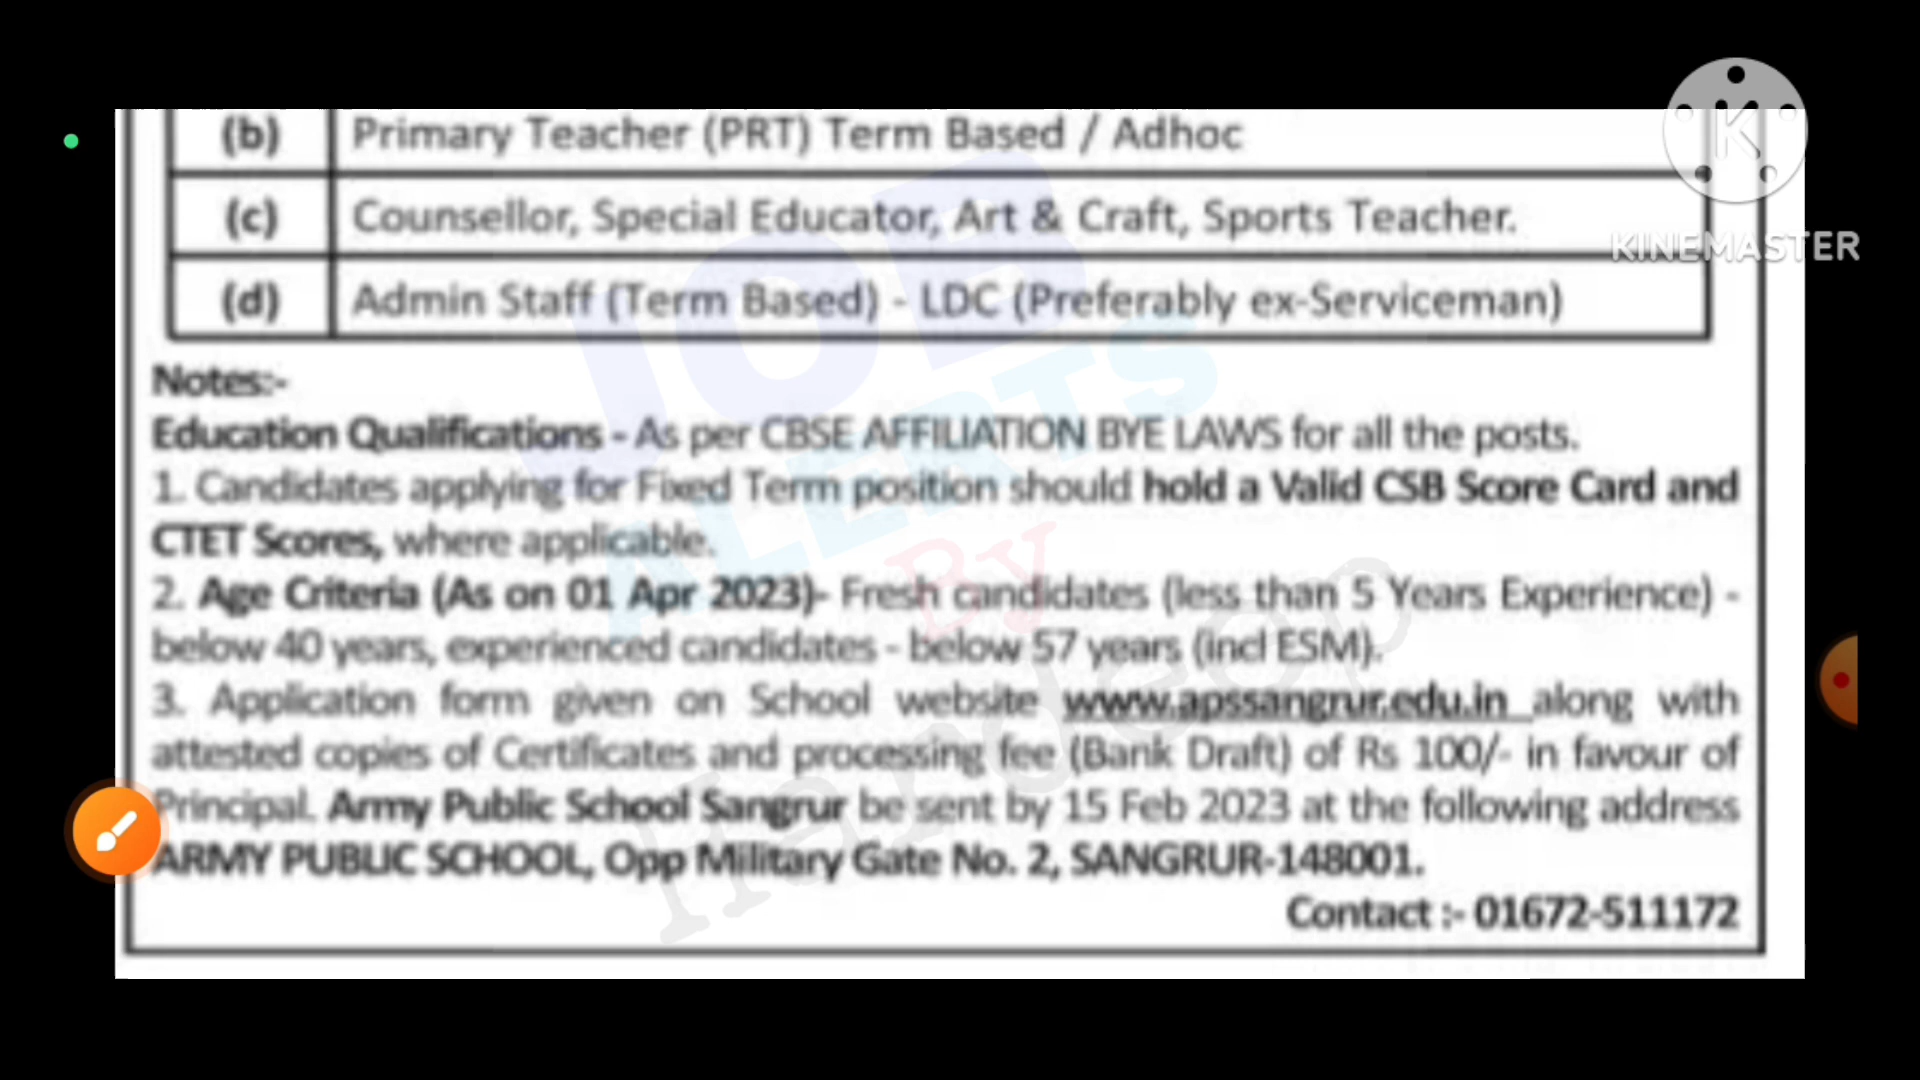 (b) Primary Teacher (PRT) Term Based / Adhoc
(c) Counsellor, Special Educator, Art & Craft, Sports Teacher.
(d) Admin Staff (Term Based) - LDC (Preferably ex-Serviceman)
Notes:-
Education Qualifications - As per CBSE AFFILIATION BYE LAWS for all the posts.
1. Candidates applying for Fixed Term position should hold a Valid CSB Score Card and
CTET Scores, where applicable.
2. Age Criteria (As on 01 Apr 2023)- Fresh candidates (less than 5 Years Experience) -
below 40 years, experienced candidates - below 57 years (incl ESM).
3. Application form given on School website www.apssangrur.edu.in along with
attested copies of Certificates and processing fee (Bank Draft) of Rs 100/- in favour of
Principal. Army Public School Sangrur be sent by 15 Feb 2023 at the following address
ARMY PUBLIC SCHOOL, Opp Military Gate No. 2, SANGRUR-148001.
Contact :- 01672-511172
JOB
ALERTS
By
Hardeep
K
KINEMASTER